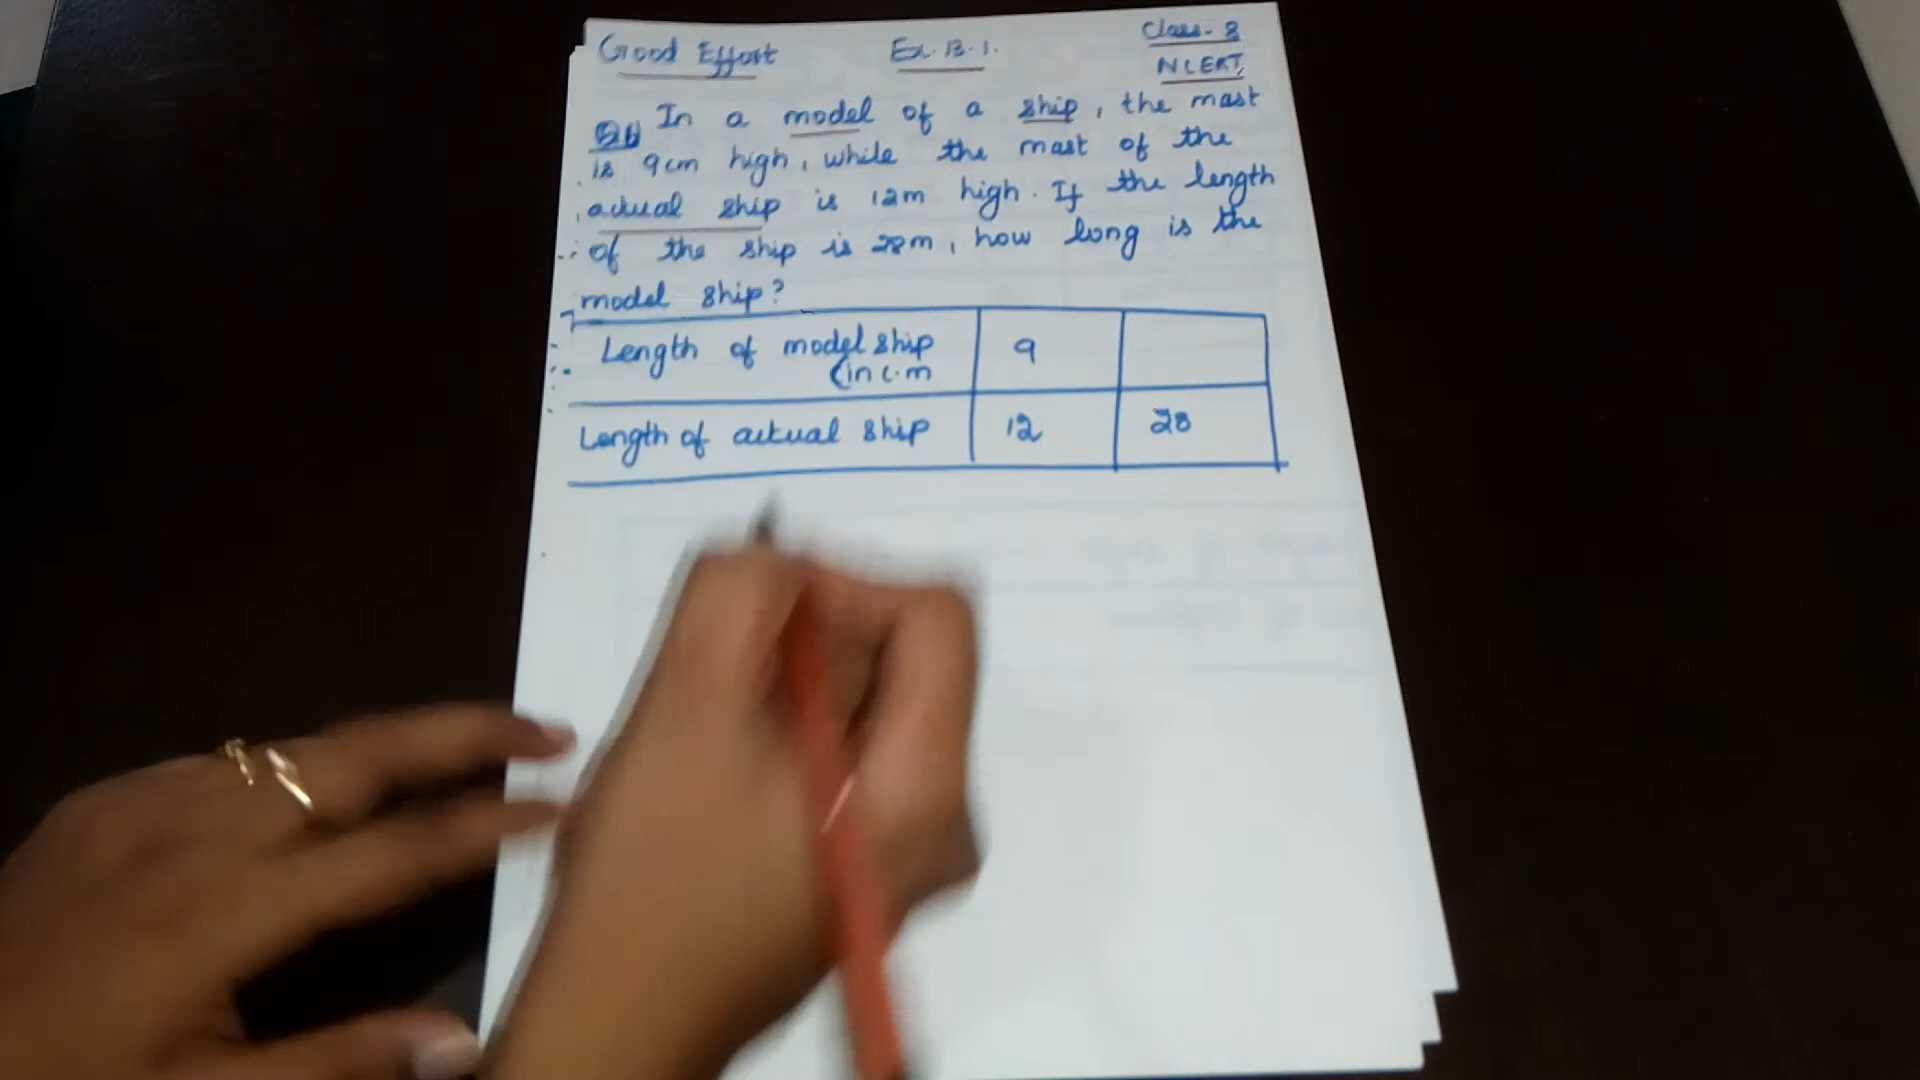 Good Effort Ex. 13.1. Class-8
NCERT
In a model of a ship, the mast
is 9cm high, while the mast of the
actual ship is 12m high. If the length
of the ship is 28m, how long is the
model ship?
Length of model ship 9
(in c.m
Length of actual ship 12 28